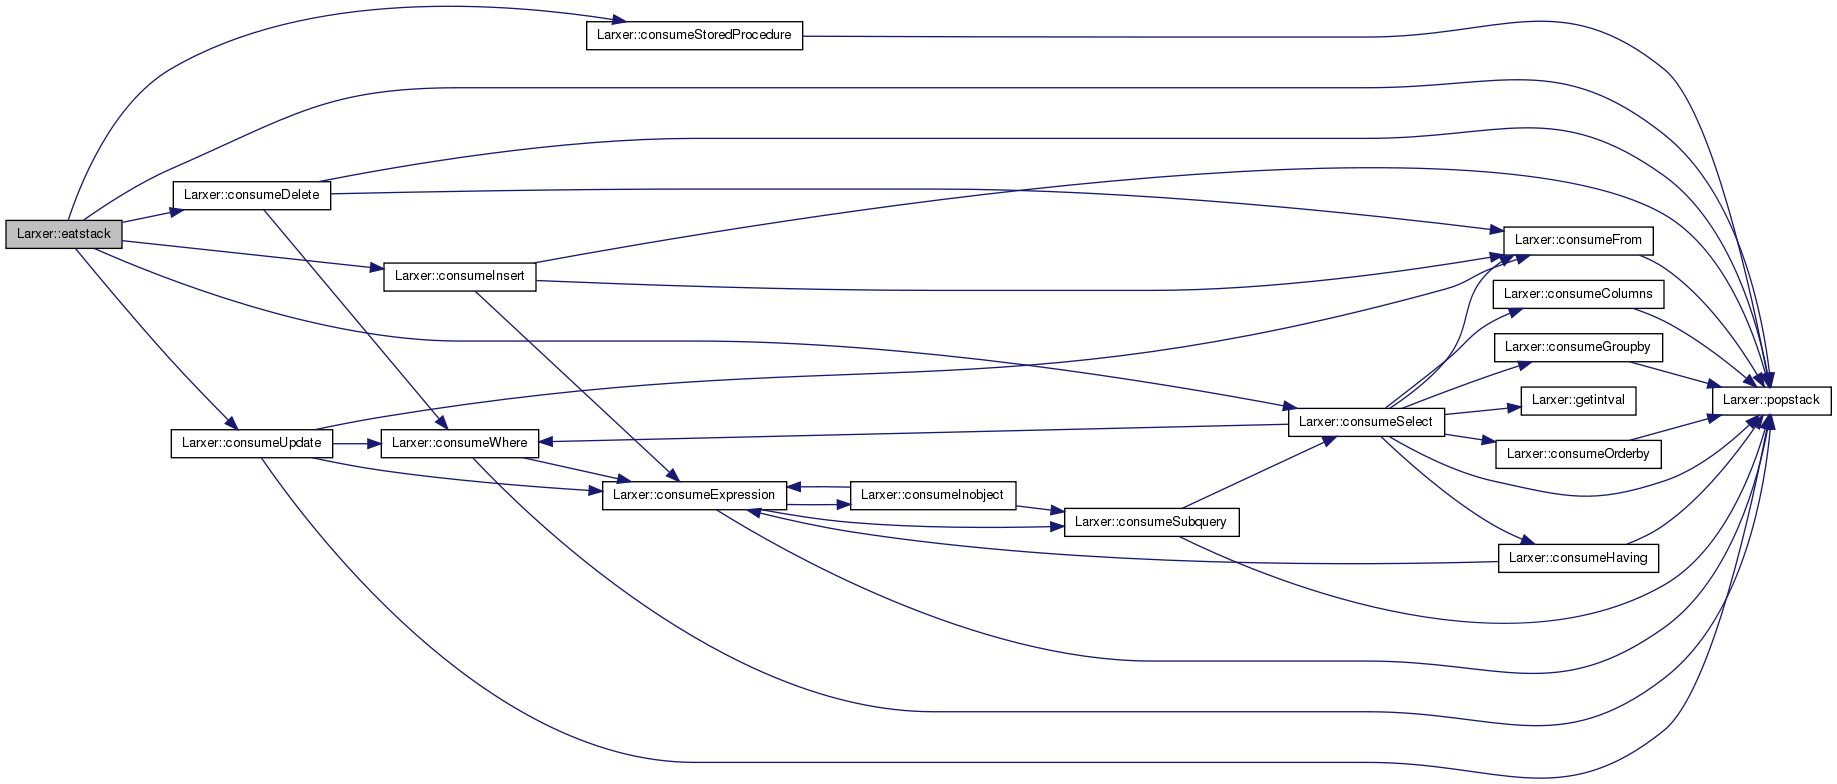 Larxer::consumeStoredProcedure
Larxer::consumeDelete
Larxer::eatstack
Larxer::consumeFrom
Larxer::consumeInsert
Larxer::consumeColumns
Larxer::consumeGroupby
Larxer::getintval
Larxer::popstack
Larxer::consumeSelect
Larxer::consumeUpdate
Larxer::consumeWhere
Larxer::consumeOrderby
Larxer::consumeExpression
Larxer::consumeInobject
Larxer::consumeSubquery
Larxer::consumeHaving